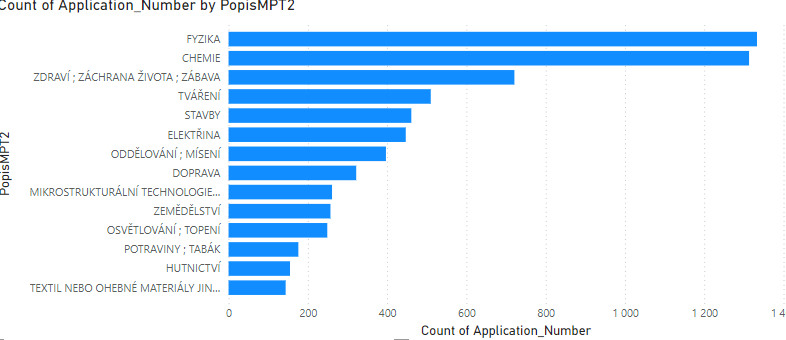 Count of Application_Number by PopisMPT2
FYZIKA
CHEMIE
ZDRAVÍ ; ZÁCHRANA ŽIVOTA ; ZÁBAVA
TVÁŘENÍ
STAVBY
ELEKTŘINA
ODDĚLOVÁNÍ ; MÍSENÍ
DOPRAVA
MIKROSTRUKTURÁLNÍ TECHNOLOGIE...
ZEMĚDĚLSTVÍ
OSVĚTLOVÁNÍ ; TOPENÍ
POTRAVINY ; TABÁK
HUTNICTVÍ
TEXTIL NEBO OHEBNÉ MATERIÁLY JIN...
PopisMPT2
0 200 400 600 800 1 000 1 200 1 4
Count of Application_Number